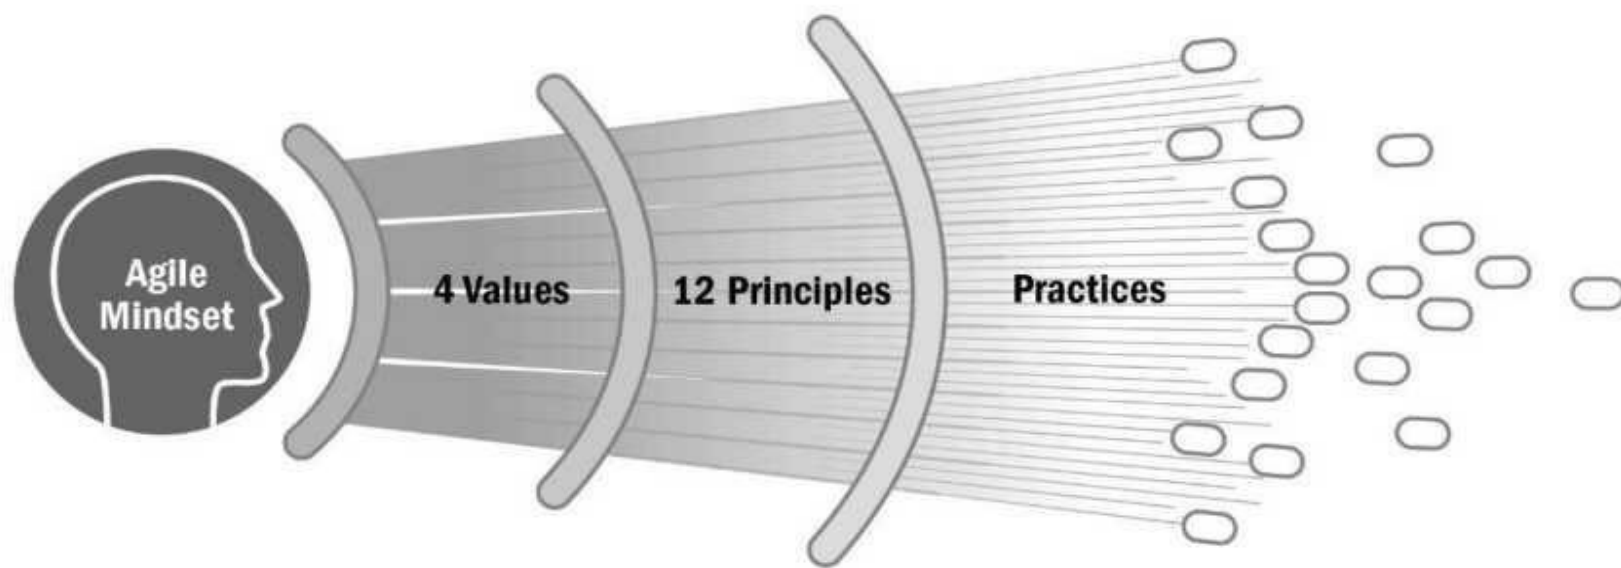 Agile
Mindset
4 Values
12 Principles
Practices